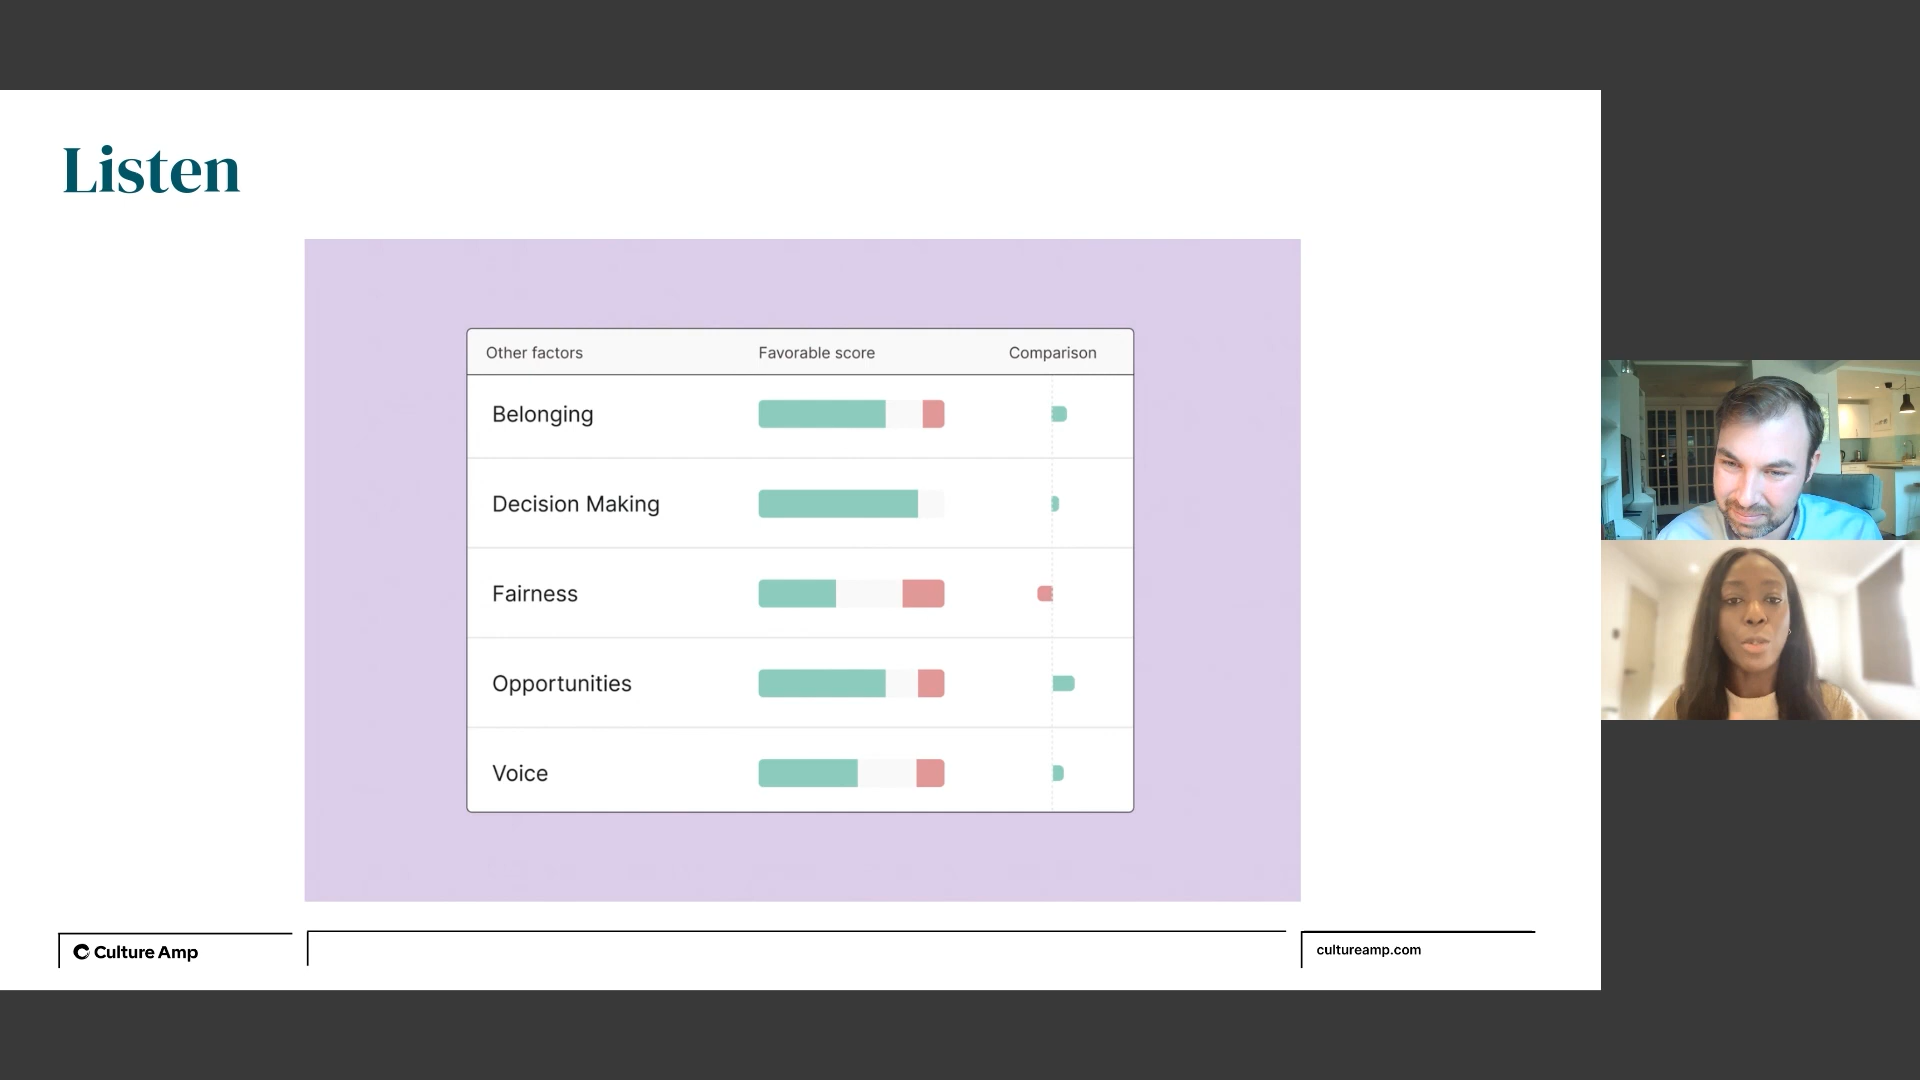 Listen
Other factors Favorable score Comparison
Belonging
Decision Making
Fairness
Opportunities
Voice
Culture Amp
cultureamp.com